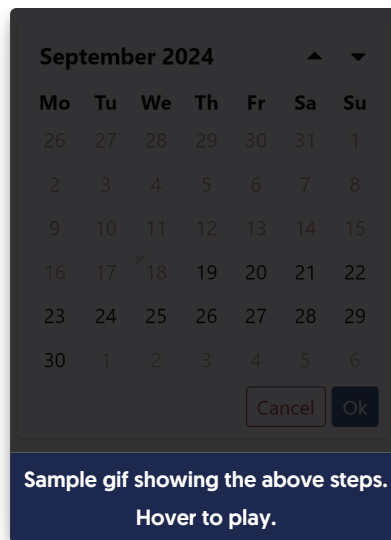 September 2024
Mo Tu We Th Fr Sa Su
26 27 28 29 30 31 1
2 3 4 5 6 7 8
9 10 11 12 13 14 15
16 17 18 19 20 21 22
23 24 25 26 27 28 29
30 1 2 3 4 5 6
Cancel Ok
Sample gif showing the above steps.
Hover to play.